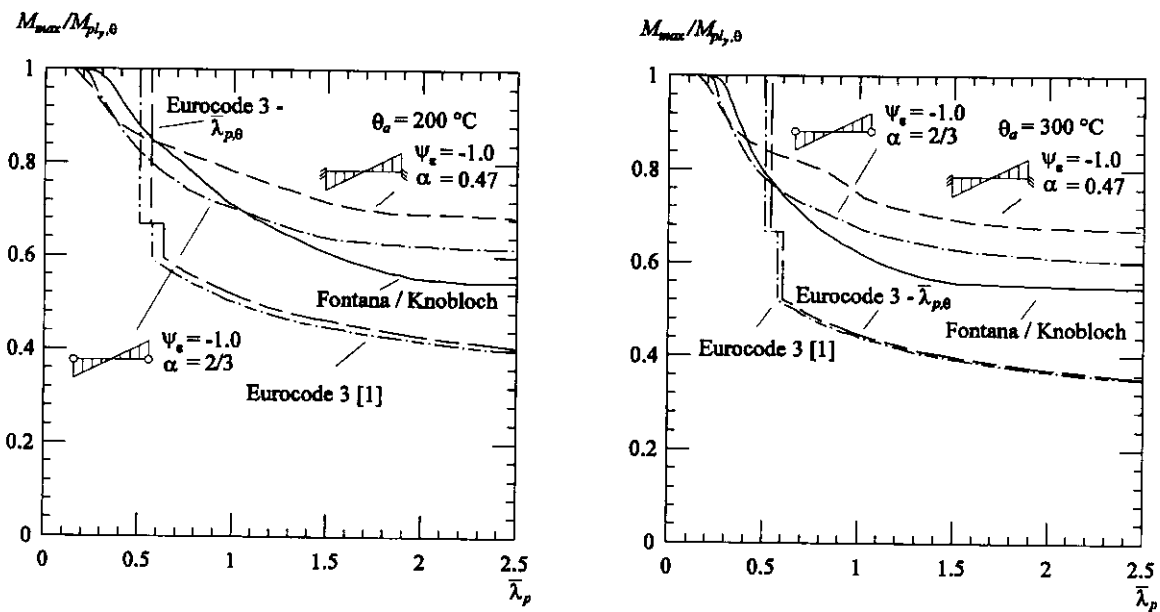 M_max/M_pl_y,θ
1
0.8
0.6
0.4
0.2
0
0
0.5
1
1.5
2
2.5
λ̅_p
Eurocode 3 -
λ̅_p,θ
θ_a = 200 °C
ψ_ε = -1.0
α = 0.47
Fontana / Knobloch
ψ_ε = -1.0
α = 2/3
Eurocode 3 [1]
M_max/M_pl_y,θ
1
0.8
0.6
0.4
0.2
0
0
0.5
1
1.5
2
2.5
λ̅_p
ψ_ε = -1.0
α = 2/3
θ_a = 300 °C
ψ_ε = -1.0
α = 0.47
Eurocode 3 - λ̅_p,θ
Fontana / Knobloch
Eurocode 3 [1]